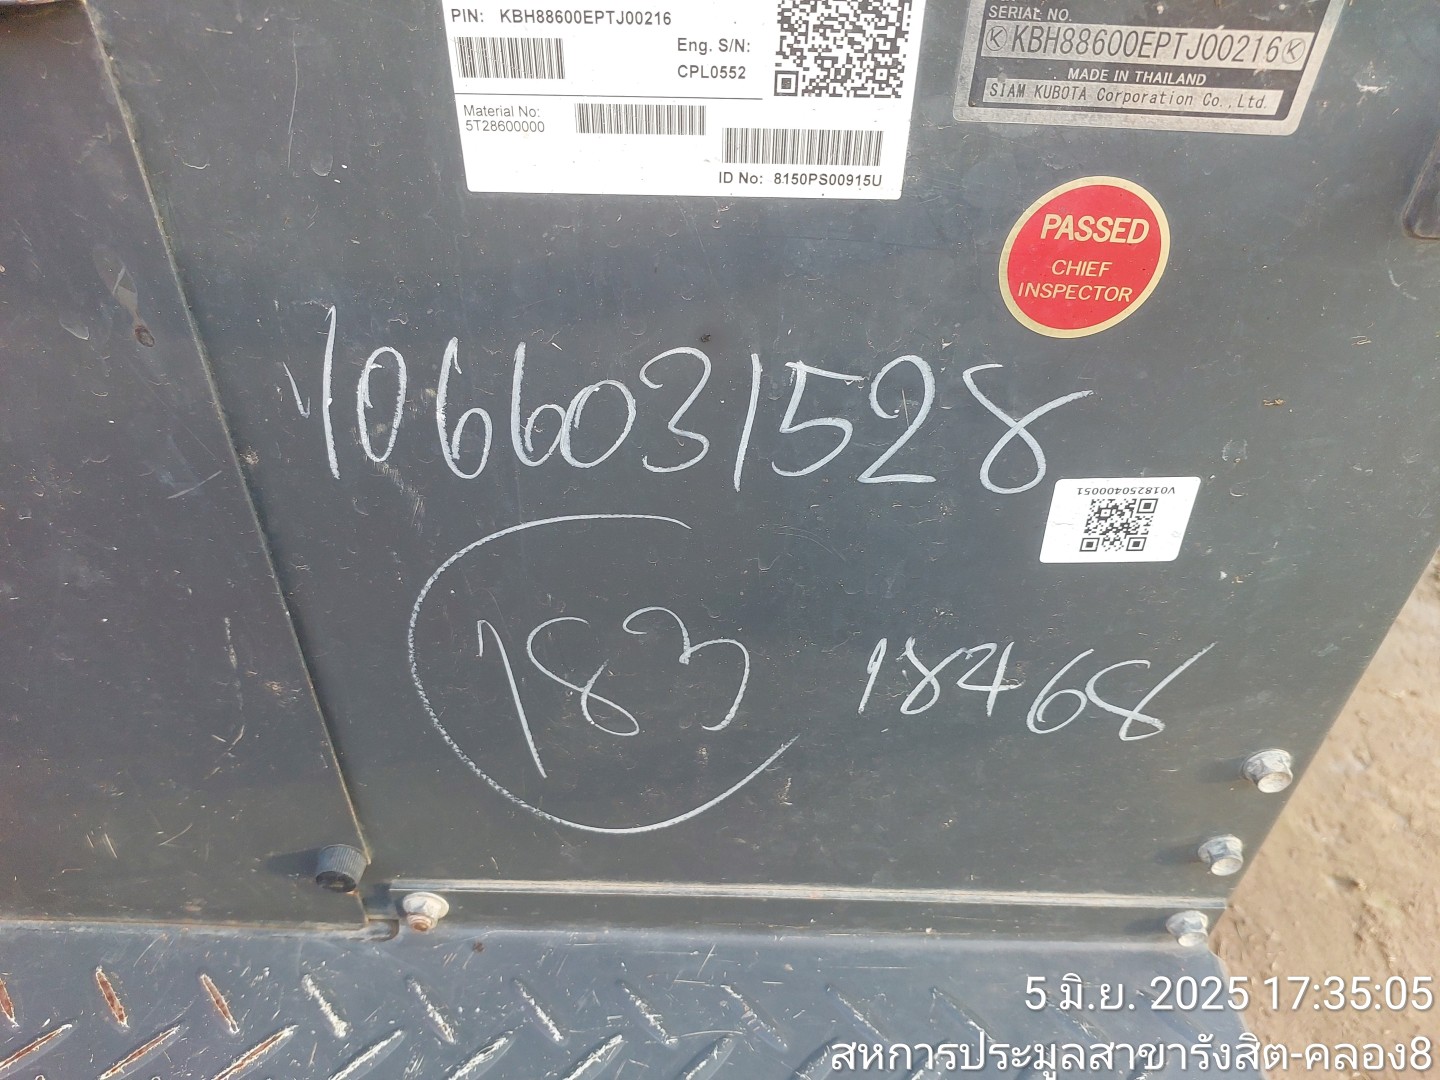 PIN: KBH88600EPTJ00216
Eng. S/N:
CPL0552
Material No:
5T28600000
ID No: 8150PS00915U
SERIAL NO.
KBH88600EPTJ00216
MADE IN THAILAND
SIAM KUBOTA Corporation Co.,Ltd.
PASSED
CHIEF
INSPECTOR
1066031528
V018250400051
183
18468
5 มิ.ย. 2025 17:35:05
สหการประมูลสาขารังสิต-คลอง8